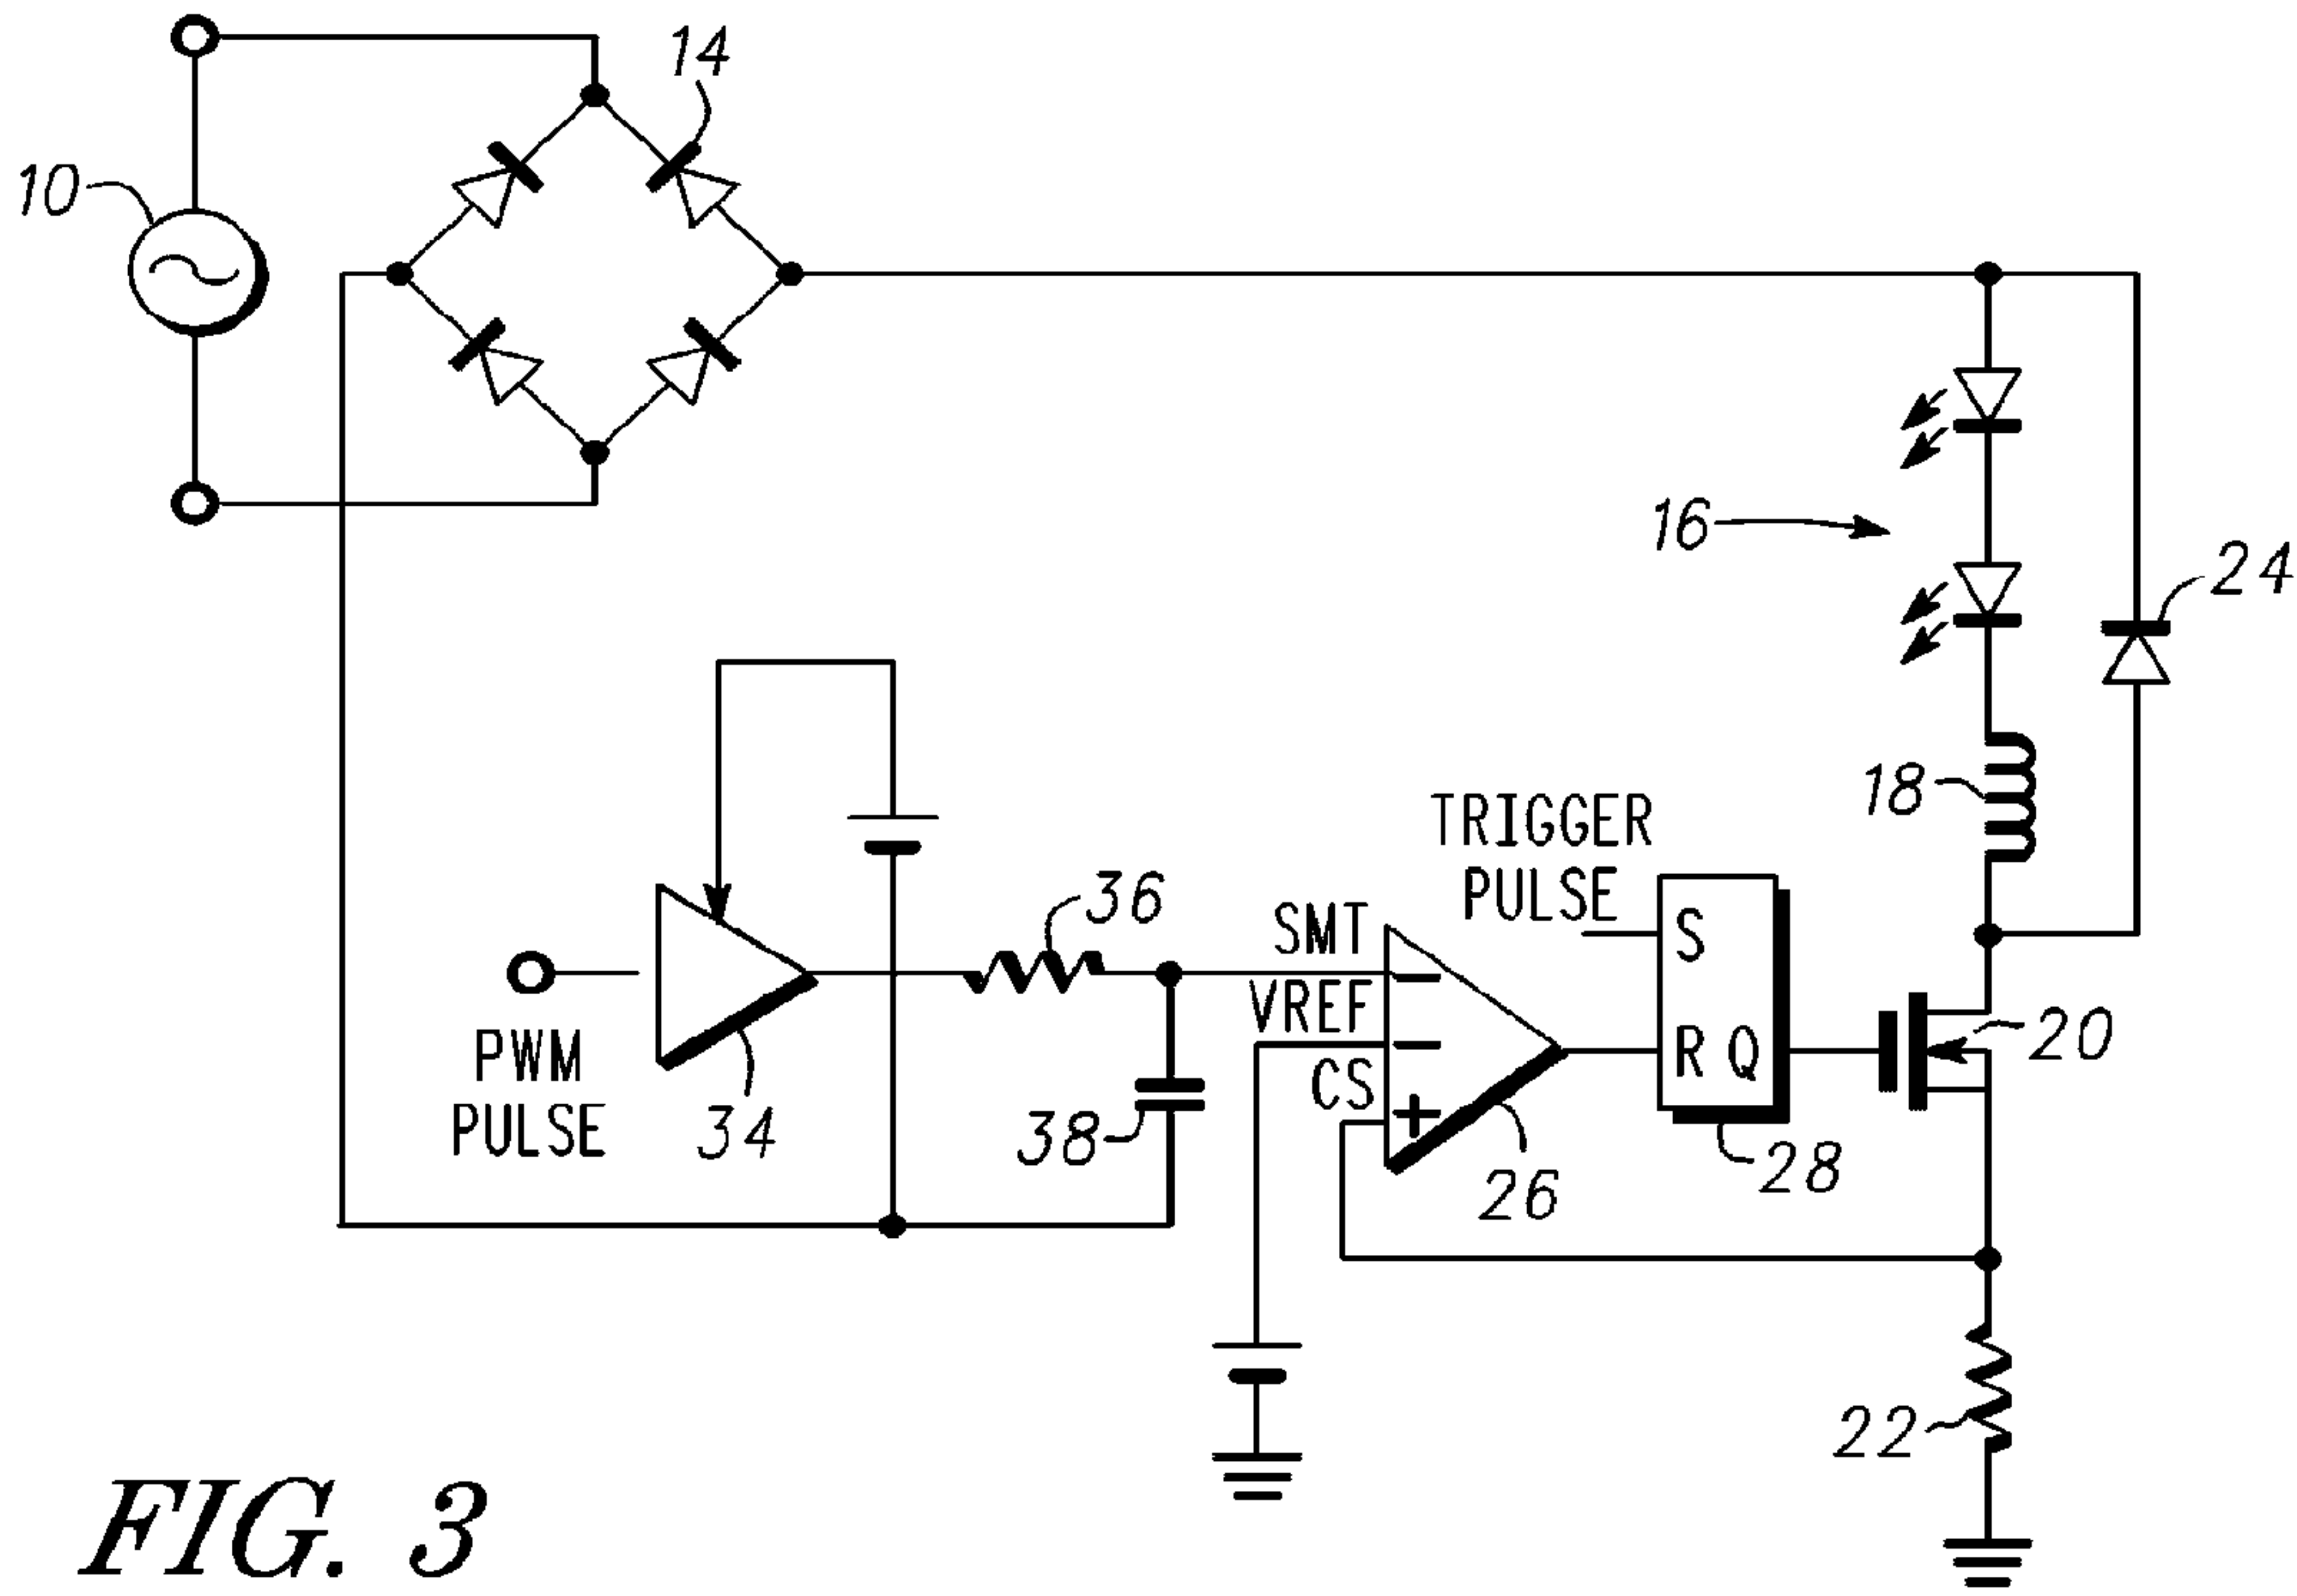 14
10
16
24
18
TRIGGER
PULSE
36
SMT
S
VREF
20
PWM
PULSE
CS
R Q
34
38
28
26
22
FIG. 3